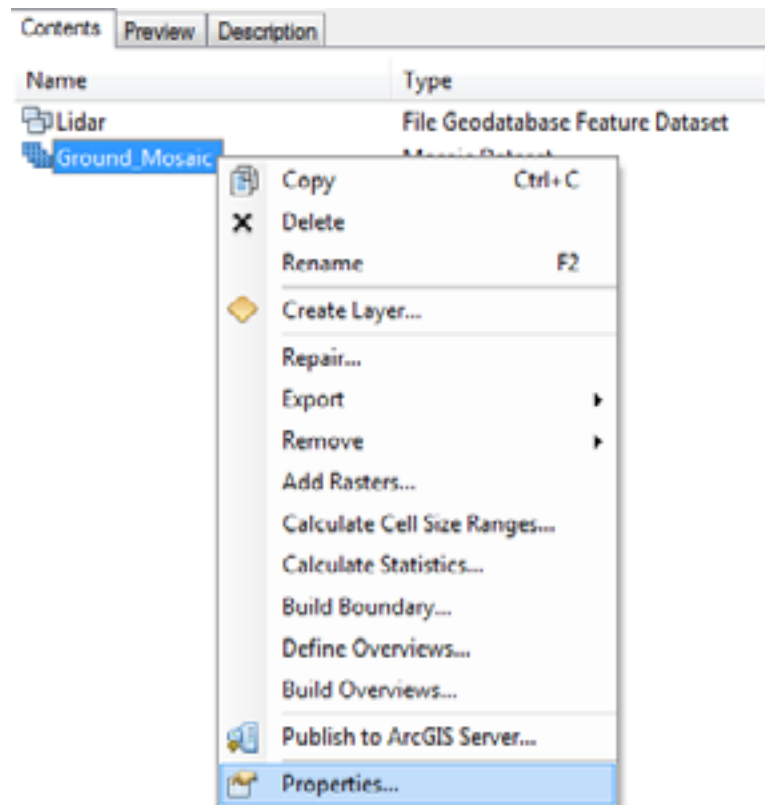 Contents Preview Description
Name Type
Lidar File Geodatabase Feature Dataset
Ground_Mosaic Mosaic Dataset
Copy Ctrl+C
Delete
Rename F2
Create Layer...
Repair...
Export
Remove
Add Rasters...
Calculate Cell Size Ranges...
Calculate Statistics...
Build Boundary...
Define Overviews...
Build Overviews...
Publish to ArcGIS Server...
Properties...